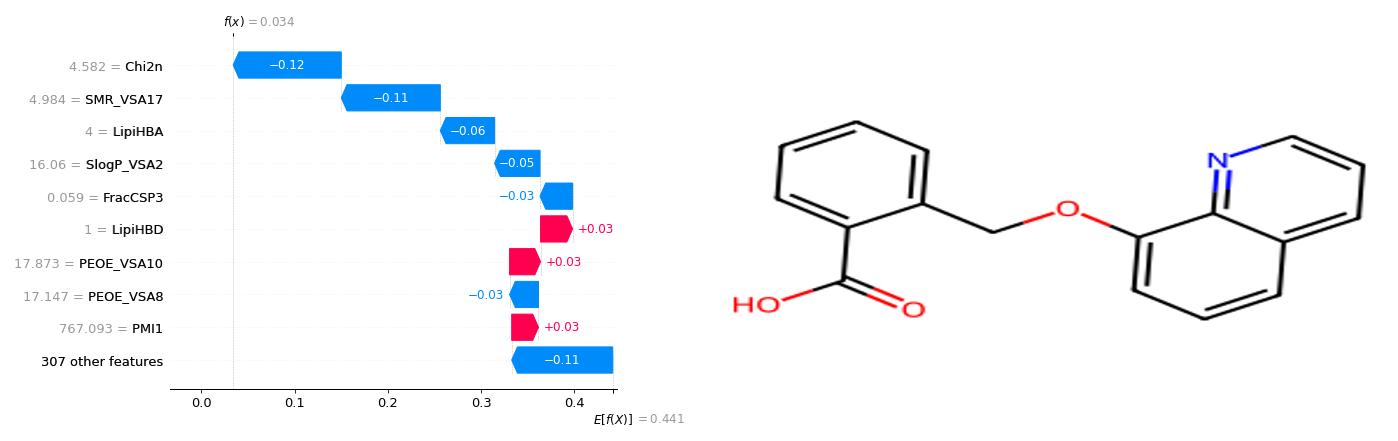 f(x) = 0.034
4.582 = Chi2n −0.12
4.984 = SMR_VSA17 −0.11
4 = LipiHBA −0.06
16.06 = SlogP_VSA2 −0.05
0.059 = FracCSP3 −0.03
1 = LipiHBD +0.03
17.873 = PEOE_VSA10 +0.03
17.147 = PEOE_VSA8 −0.03
767.093 = PMI1 +0.03
307 other features −0.11
0.0 0.1 0.2 0.3 0.4
E[f(X)] = 0.441
N
O
HO
O